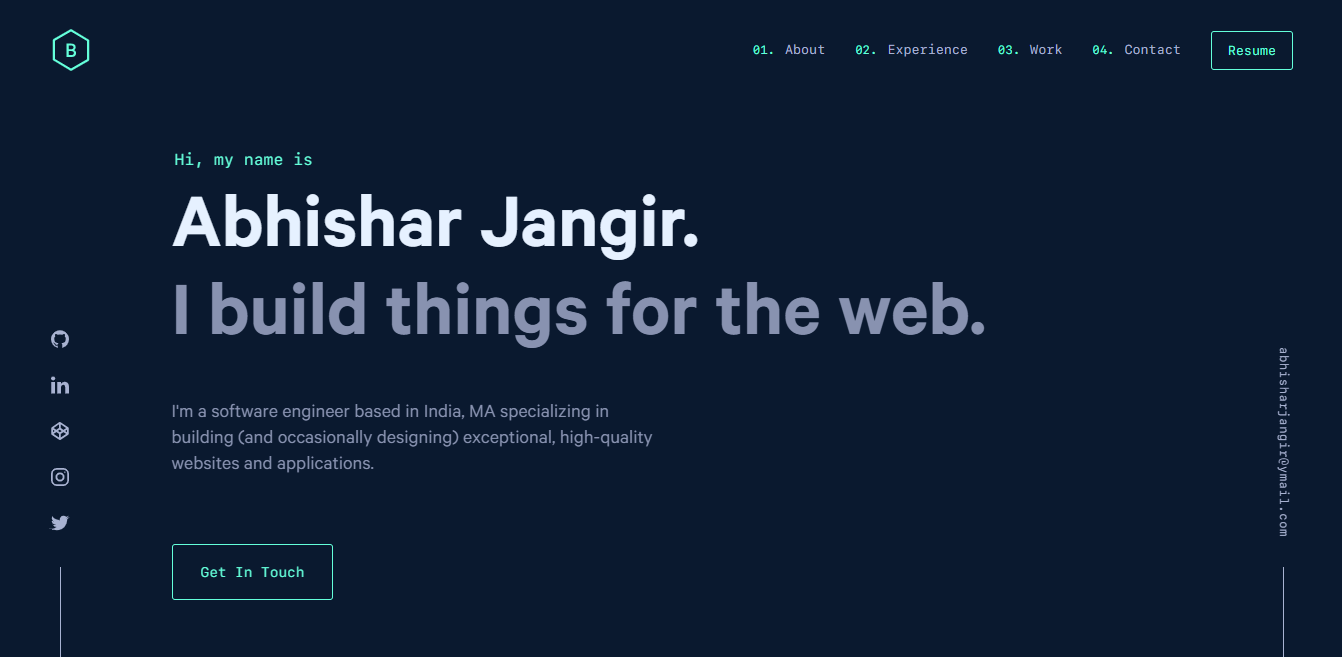 B
01. About 02. Experience 03. Work 04. Contact Resume
Hi, my name is
Abhishar Jangir.
I build things for the web.
I'm a software engineer based in India, MA specializing in
building (and occasionally designing) exceptional, high-quality
websites and applications.
Get In Touch
in
abhisharjangir@ymail.com